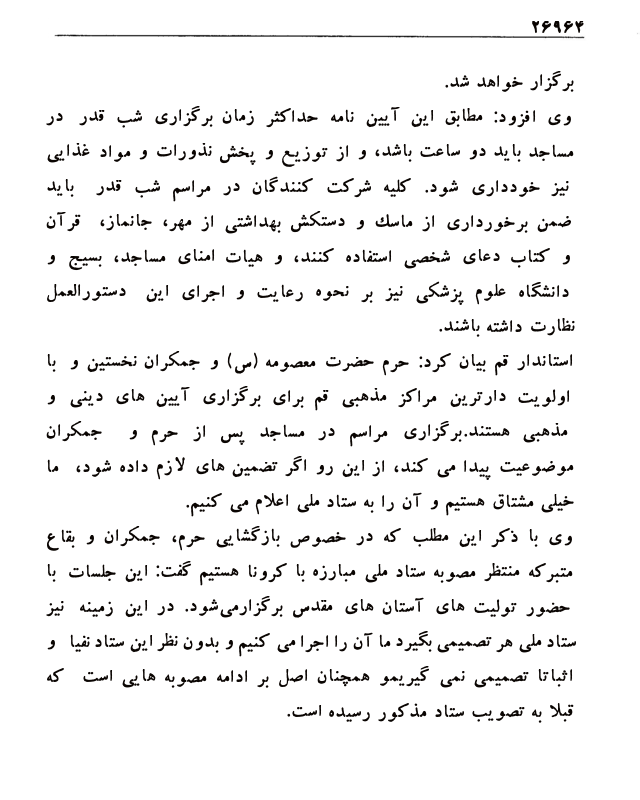 ۲۶۹۶۴
برگزار خواهد شد.
وی افزود: مطابق این آیین نامه حداکثر زمان برگزاری شب قدر در
مساجد باید دو ساعت باشد، و از توزیع و پخش نذورات و مواد غذایی
نیز خودداری شود. کلیه شرکت کنندگان در مراسم شب قدر باید
ضمن برخورداری از ماسك و دستکش بهداشتی از مهر، جانماز، قرآن
و کتاب دعای شخصی استفاده کنند، و هیات امنای مساجد، بسیج و
دانشگاه علوم پزشکی نیز بر نحوه رعایت و اجرای این دستورالعمل
نظارت داشته باشند.
استاندار قم بیان کرد: حرم حضرت معصومه (س) و جمکران نخستین و با
اولویت دارترین مراکز مذهبی قم برای برگزاری آیین های دینی و
مذهبی هستند.برگزاری مراسم در مساجد پس از حرم و جمکران
موضوعیت پیدا می کند، از این رو اگر تضمین های لازم داده شود، ما
خیلی مشتاق هستیم و آن را به ستاد ملی اعلام می کنیم.
وی با ذکر این مطلب که در خصوص بازگشایی حرم، جمکران و بقاع
متبرکه منتظر مصوبه ستاد ملی مبارزه با کرونا هستیم گفت: این جلسات با
حضور تولیت های آستان های مقدس برگزارمی‌شود. در این زمینه نیز
ستاد ملی هر تصمیمی بگیرد ما آن را اجرا می کنیم و بدون نظر این ستاد نفیا و
اثباتا تصمیمی نمی گیریمو همچنان اصل بر ادامه مصوبه هایی است که
قبلا به تصویب ستاد مذکور رسیده است.